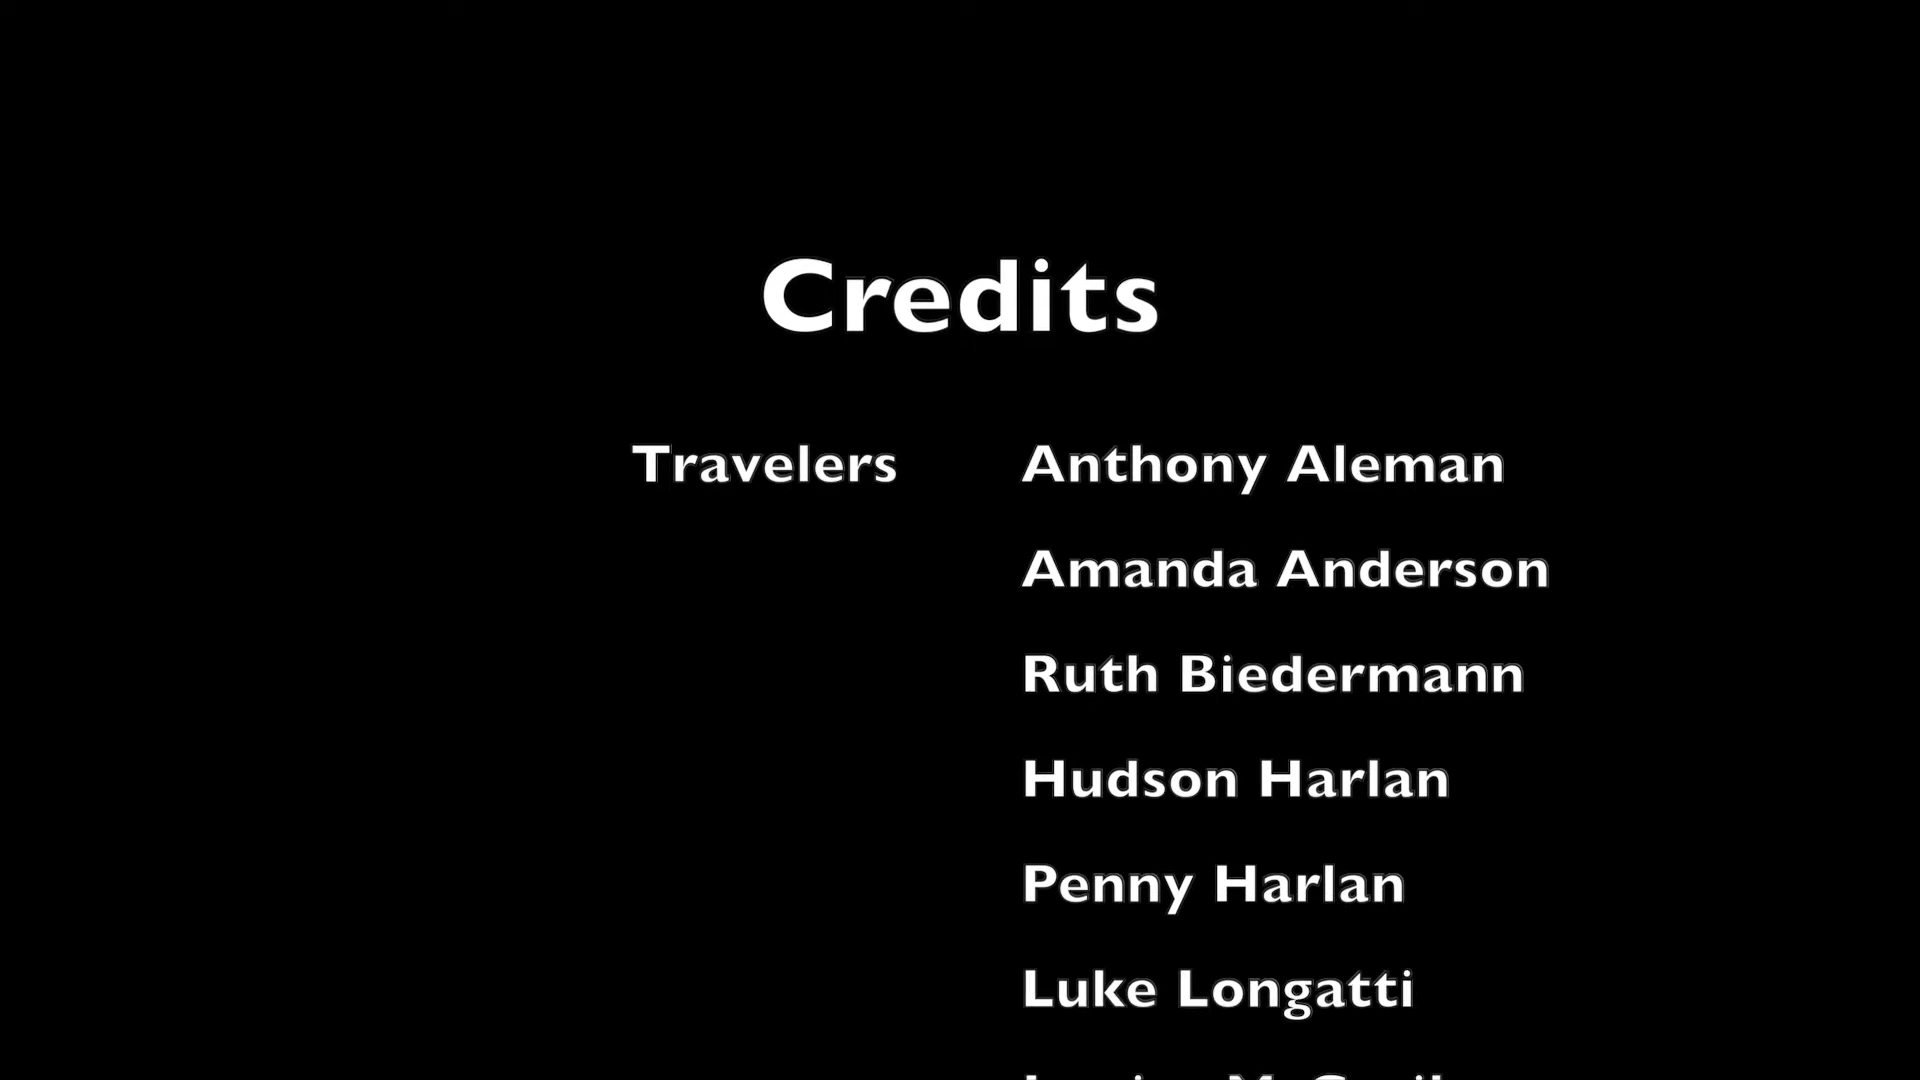 Credits
Travelers Anthony Aleman
Amanda Anderson
Ruth Biedermann
Hudson Harlan
Penny Harlan
Luke Longatti